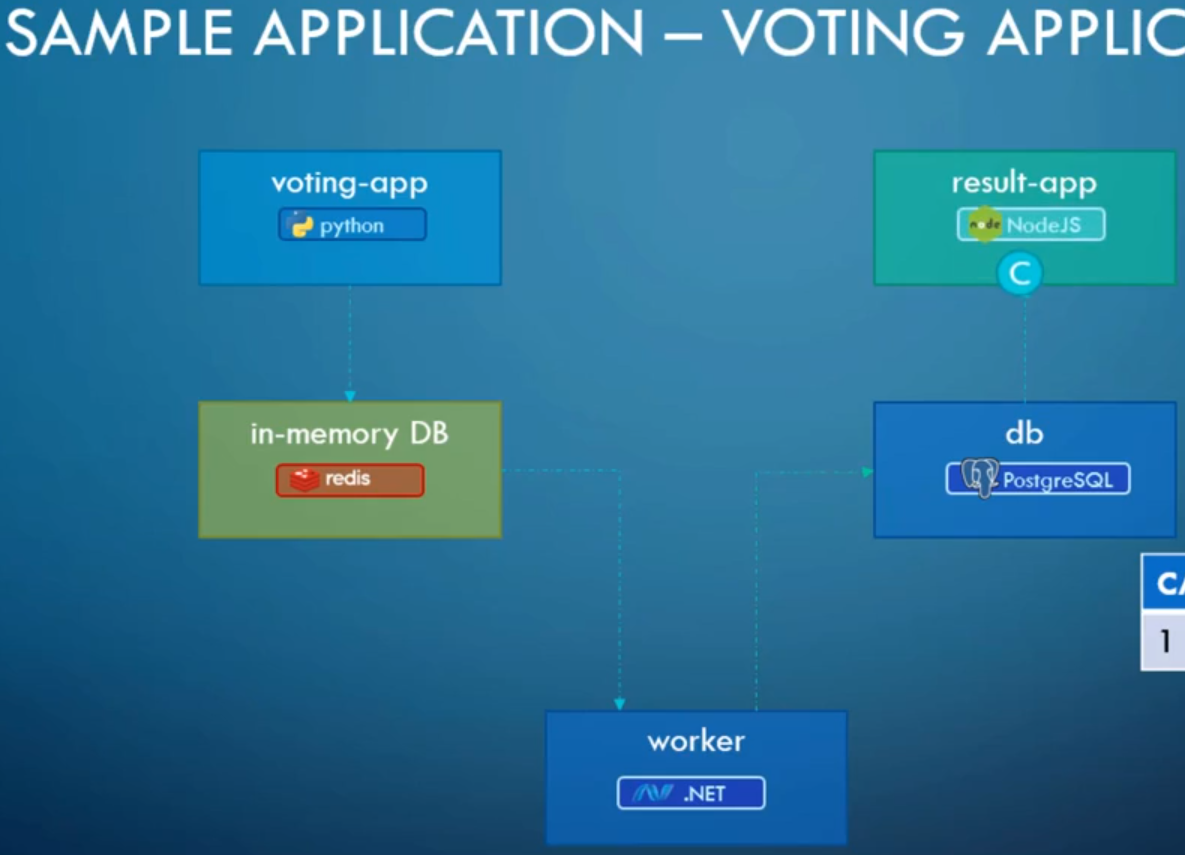 SAMPLE APPLICATION – VOTING APPLIC
voting-app
python
result-app
node NodeJS
C
in-memory DB
redis
db
PostgreSQL
CA
1
worker
.NET